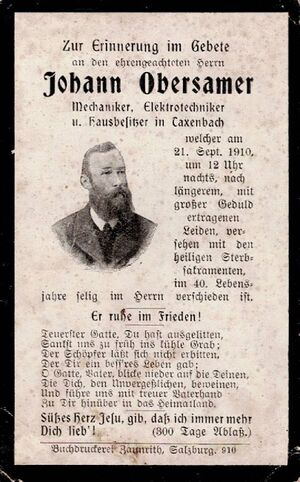 Zur Erinnerung im Gebete
an den ehrengeachteten Herrn
Johann Obersamer
Mechaniker, Elektrotechniker
u. Hausbesitzer in Taxenbach
welcher am
21. Sept. 1910,
um 12 Uhr
nachts, nach
längerem, mit
großer Geduld
ertragenen
Leiden, ver-
sehen mit den
heiligen Sterb-
sakramenten,
im 40. Lebens-
jahre selig im Herrn verschieden ist.
Er ruhe im Frieden!
Teuerster Gatte, Du hast ausgelitten,
Sankst uns zu früh ins kühle Grab;
Der Schöpfer läßt sich nicht erbitten,
Der Dir ein bess'res Leben gab;
O Gatte, Vater, blicke nieder auf die Deinen,
Die Dich, den Unvergeßlichen, beweinen,
Und führe uns mit treuer Vaterhand
Zu Dir hinüber in das Heimatland.
Süßes Herz Jesu, gib, daß ich immer mehr
Dich lieb'! (300 Tage Ablaß.)
Buchdruckerei Zaunrith, Salzburg. 910